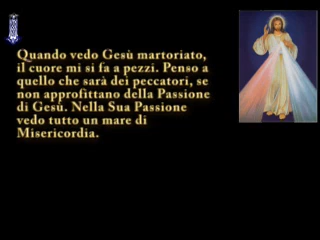 Quando vedo Gesù martoriato,
il cuore mi si fa a pezzi. Penso a
quello che sarà dei peccatori, se
non approfittano della Passione
di Gesù. Nella Sua Passione
vedo tutto un mare di
Misericordia.